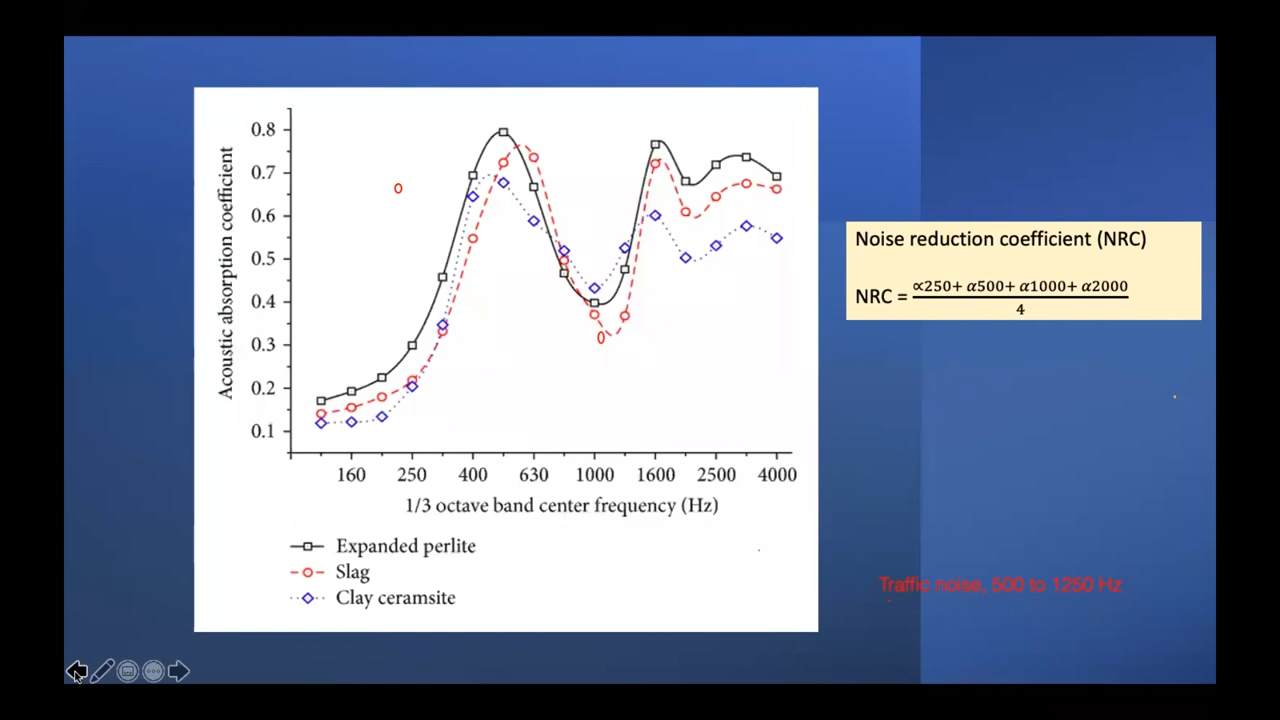 0.8
0.7
0.6
0.5
0.4
0.3
0.2
0.1
Acoustic absorption coefficient
160 250 400 630 1000 1600 2500 4000
1/3 octave band center frequency (Hz)
Expanded perlite
Slag
Clay ceramsite
0
0
Noise reduction coefficient (NRC)
NRC = ∝250+ α500+ α1000+ α2000
4
Traffic noise, 500 to 1250 Hz